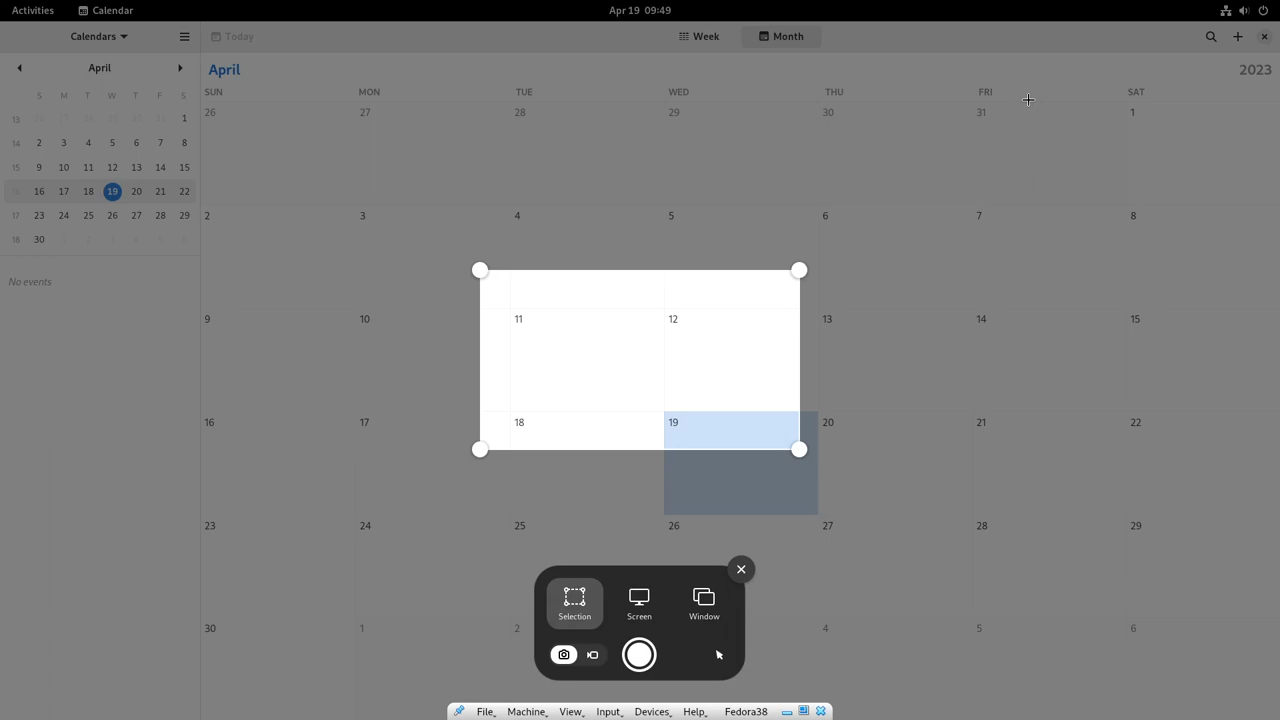 Activities Calendar Apr 19 09:49
Calendars Today Week Month
April
S M T W T F S
13 26 27 28 29 30 31 1
14 2 3 4 5 6 7 8
15 9 10 11 12 13 14 15
16 17 18 19 20 21 22
17 23 24 25 26 27 28 29
18 30 1 2 3 4 5 6
No events
April 2023
SUN MON TUE WED THU FRI SAT
26 27 28 29 30 31 1
2 3 4 5 6 7 8
9 10 11 12 13 14 15
16 17 18 19 20 21 22
23 24 25 26 27 28 29
30 1 2 4 5 6
Selection Screen Window
File Machine View Input Devices Help Fedora38